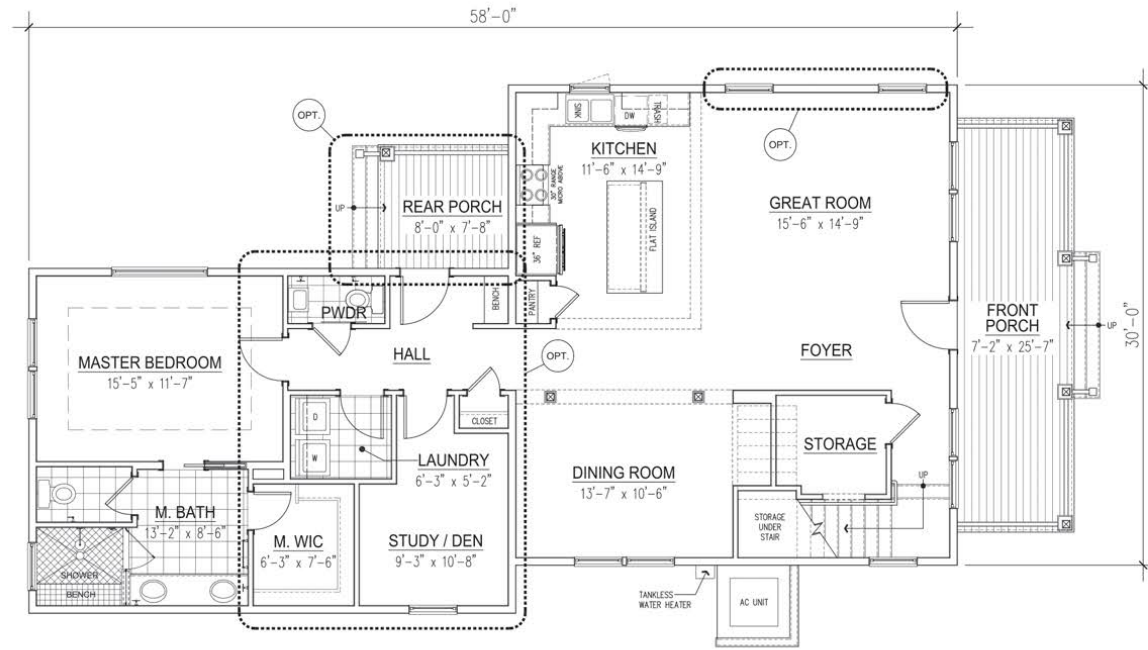 58'-0"
OPT.
SINK
DW
TRASH
OPT.
KITCHEN
11'-6" x 14'-9"
30" RANGE
MICRO ABOVE
UP
REAR PORCH
8'-0" x 7'-8"
GREAT ROOM
15'-6" x 14'-9"
FLAT ISLAND
36" REF
PWDR
BENCH
PANTRY
FRONT
PORCH
7'-2" x 25'-7"
UP
30'-0"
MASTER BEDROOM
15'-5" x 11'-7"
HALL
OPT.
FOYER
D
CLOSET
W
LAUNDRY
6'-3" x 5'-2"
STORAGE
DINING ROOM
13'-7" x 10'-6"
UP
M. BATH
13'-2" x 8'-6"
STORAGE
UNDER
STAIR
M. WIC
6'-3" x 7'-6"
STUDY / DEN
9'-3" x 10'-8"
SHOWER
BENCH
TANKLESS
WATER HEATER
AC UNIT